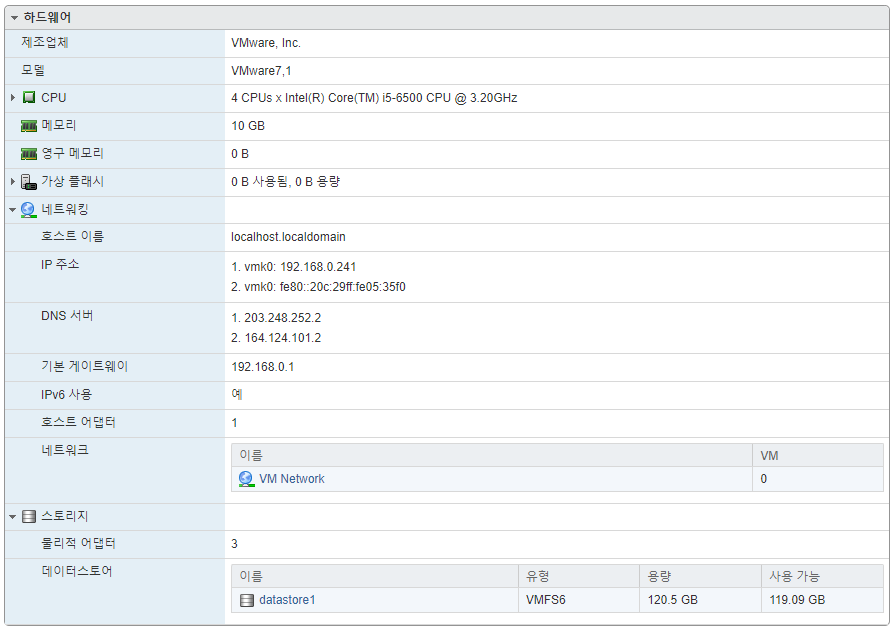 하드웨어
제조업체 VMware, Inc.
모델 VMware7,1
CPU 4 CPUs x Intel(R) Core(TM) i5-6500 CPU @ 3.20GHz
메모리 10 GB
영구 메모리 0 B
가상 플래시 0 B 사용됨, 0 B 용량
네트워킹
호스트 이름 localhost.localdomain
IP 주소 1. vmk0: 192.168.0.241
2. vmk0: fe80::20c:29ff:fe05:35f0
DNS 서버 1. 203.248.252.2
2. 164.124.101.2
기본 게이트웨이 192.168.0.1
IPv6 사용 예
호스트 어댑터 1
네트워크 이름 VM
VM Network 0
스토리지
물리적 어댑터 3
데이터스토어 이름 유형 용량 사용 가능
datastore1 VMFS6 120.5 GB 119.09 GB